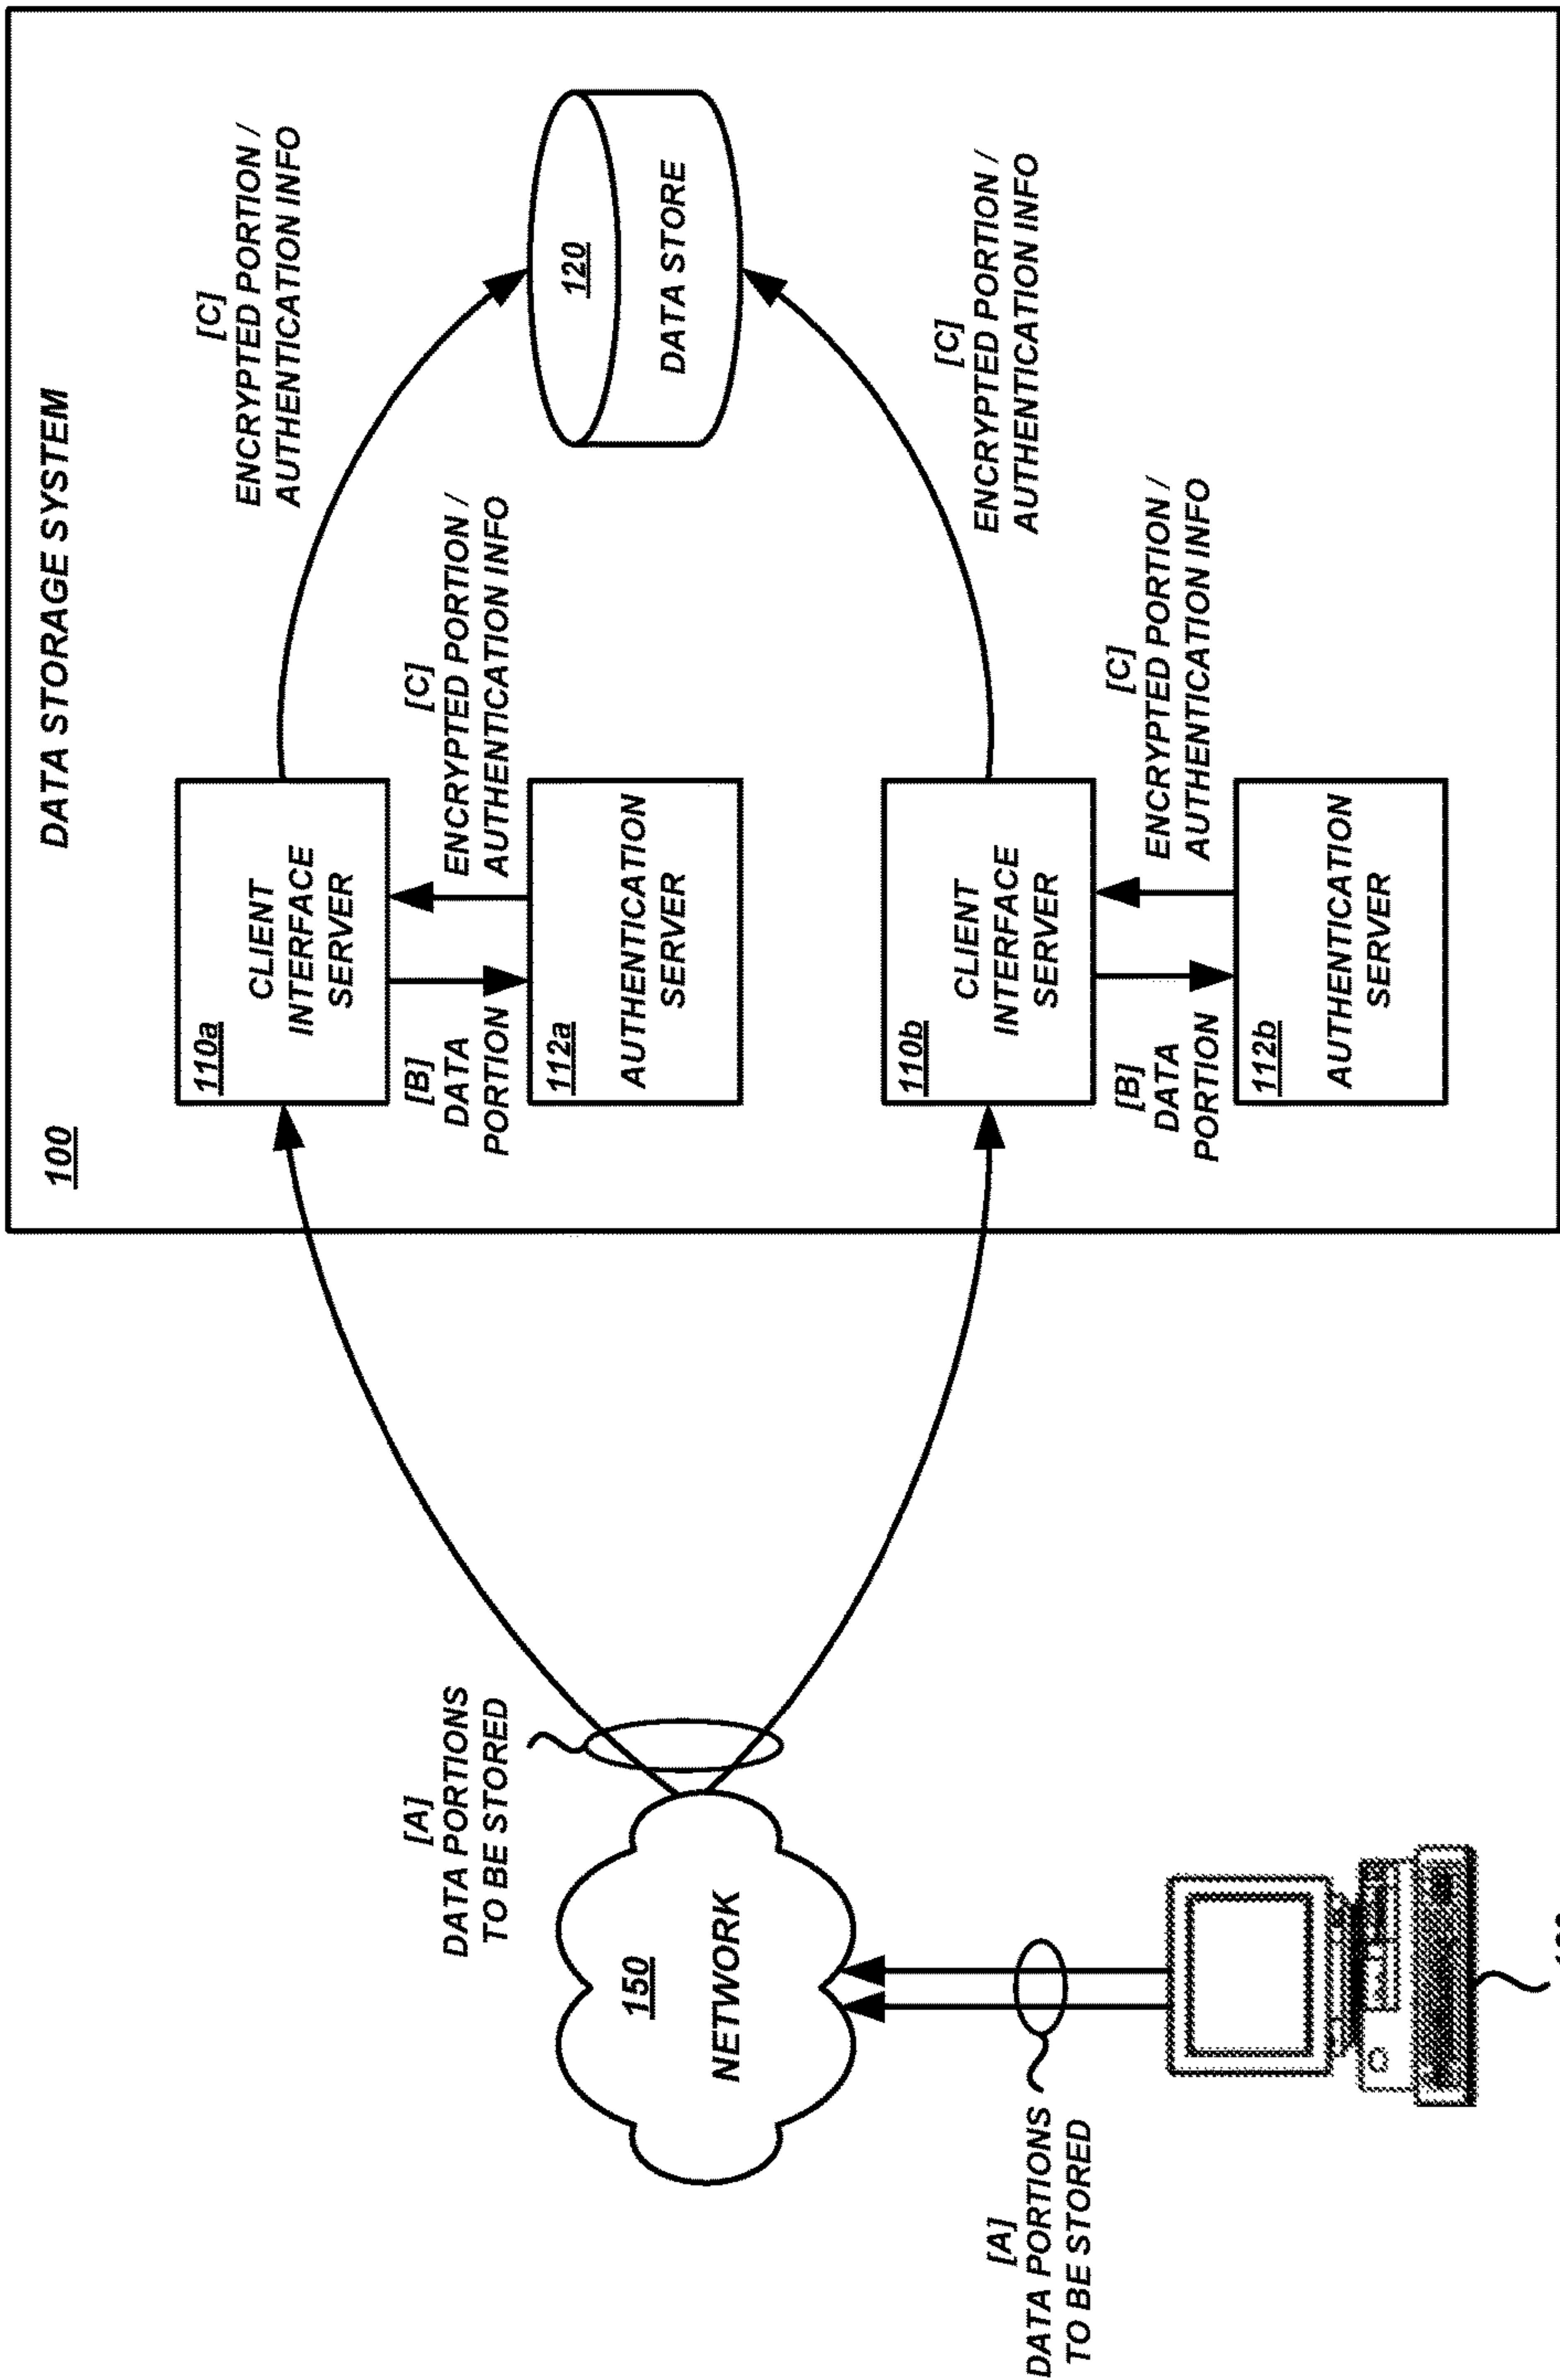 DATA STORAGE SYSTEM
100
110a
CLIENT
INTERFACE
SERVER
[C]
ENCRYPTED PORTION /
AUTHENTICATION INFO
[B]
DATA
PORTION
[C]
ENCRYPTED PORTION /
AUTHENTICATION INFO
112a
AUTHENTICATION
SERVER
120
DATA STORE
110b
CLIENT
INTERFACE
SERVER
[C]
ENCRYPTED PORTION /
AUTHENTICATION INFO
[B]
DATA
PORTION
[C]
ENCRYPTED PORTION /
AUTHENTICATION INFO
112b
AUTHENTICATION
SERVER
[A]
DATA PORTIONS
TO BE STORED
150
NETWORK
[A]
DATA PORTIONS
TO BE STORED